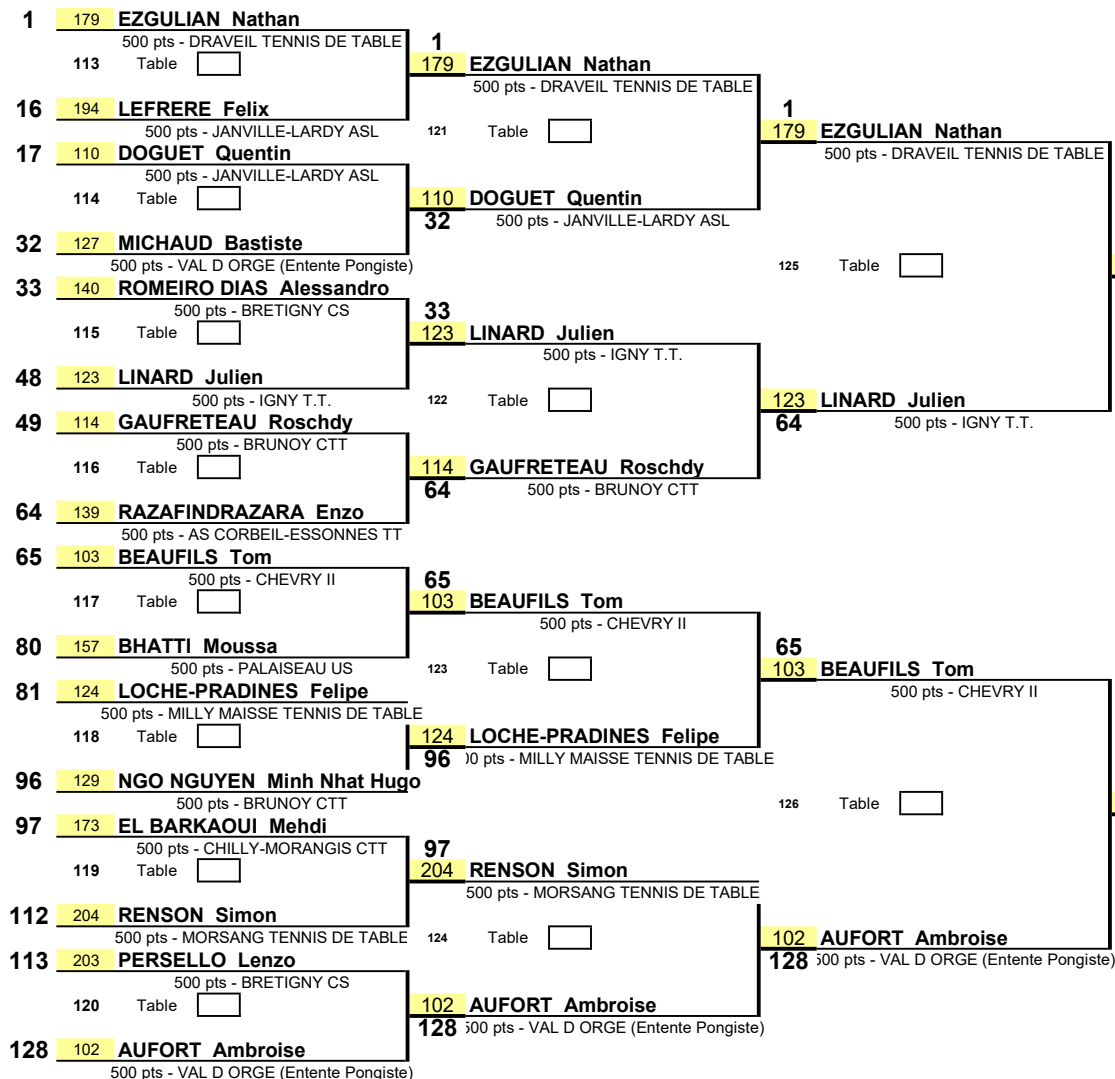 1 179 EZGULIAN Nathan
500 pts - DRAVEIL TENNIS DE TABLE
113 Table
16 194 LEFRERE Felix
500 pts - JANVILLE-LARDY ASL
17 110 DOGUET Quentin
500 pts - JANVILLE-LARDY ASL
114 Table
32 127 MICHAUD Bastiste
500 pts - VAL D ORGE (Entente Pongiste)
33 140 ROMEIRO DIAS Alessandro
500 pts - BRETIGNY CS
115 Table
48 123 LINARD Julien
500 pts - IGNY T.T.
49 114 GAUFRETEAU Roschdy
500 pts - BRUNOY CTT
116 Table
64 139 RAZAFINDRAZARA Enzo
500 pts - AS CORBEIL-ESSONNES TT
65 103 BEAUFILS Tom
500 pts - CHEVRY II
117 Table
80 157 BHATTI Moussa
500 pts - PALAISEAU US
81 124 LOCHE-PRADINES Felipe
500 pts - MILLY MAISSE TENNIS DE TABLE
118 Table
96 129 NGO NGUYEN Minh Nhat Hugo
500 pts - BRUNOY CTT
97 173 EL BARKAOUI Mehdi
500 pts - CHILLY-MORANGIS CTT
119 Table
112 204 RENSON Simon
500 pts - MORSANG TENNIS DE TABLE
113 203 PERSELLO Lenzo
500 pts - BRETIGNY CS
120 Table
128 102 AUFORT Ambroise
500 pts - VAL D ORGE (Entente Pongiste)
1
179 EZGULIAN Nathan
500 pts - DRAVEIL TENNIS DE TABLE
121 Table
110 DOGUET Quentin
32 500 pts - JANVILLE-LARDY ASL
33
123 LINARD Julien
500 pts - IGNY T.T.
122 Table
114 GAUFRETEAU Roschdy
64 500 pts - BRUNOY CTT
65
103 BEAUFILS Tom
500 pts - CHEVRY II
123 Table
124 LOCHE-PRADINES Felipe
96 00 pts - MILLY MAISSE TENNIS DE TABLE
97
204 RENSON Simon
500 pts - MORSANG TENNIS DE TABLE
124 Table
102 AUFORT Ambroise
128 500 pts - VAL D ORGE (Entente Pongiste)
1
179 EZGULIAN Nathan
500 pts - DRAVEIL TENNIS DE TABLE
125 Table
123 LINARD Julien
64 500 pts - IGNY T.T.
65
103 BEAUFILS Tom
500 pts - CHEVRY II
126 Table
102 AUFORT Ambroise
128 500 pts - VAL D ORGE (Entente Pongiste)